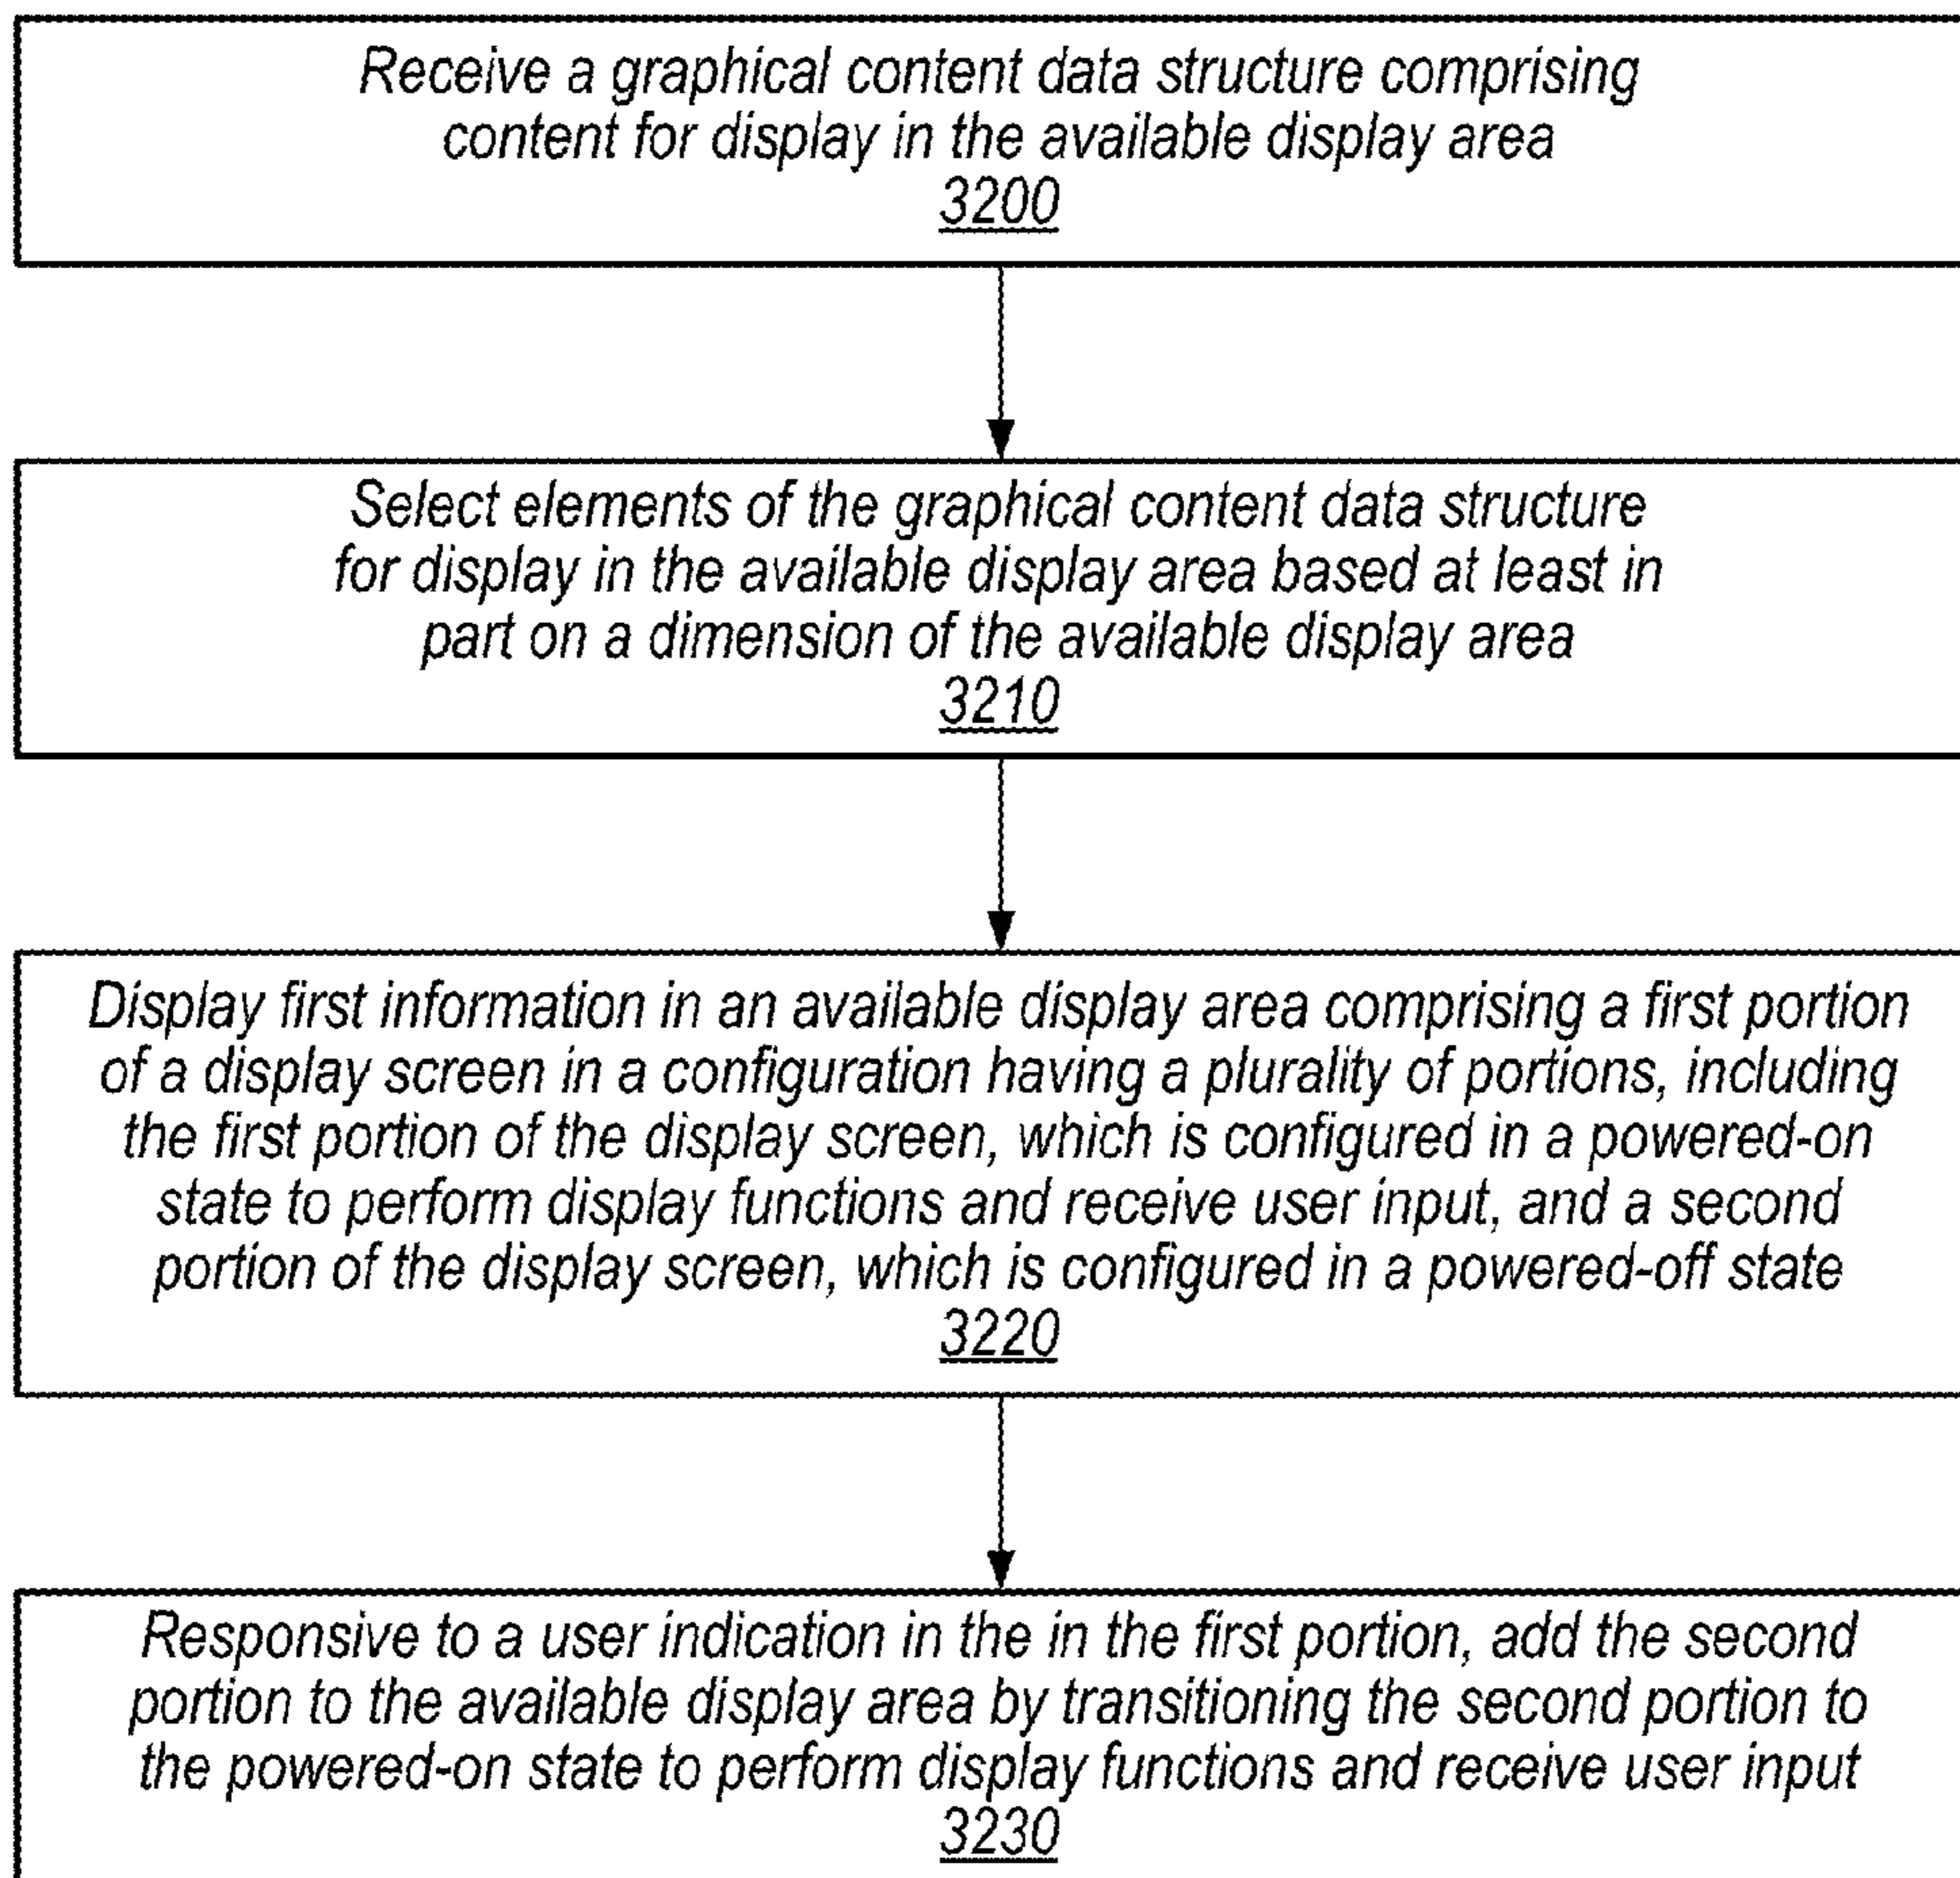 Receive a graphical content data structure comprising
content for display in the available display area
3200
Select elements of the graphical content data structure
for display in the available display area based at least in
part on a dimension of the available display area
3210
Display first information in an available display area comprising a first portion
of a display screen in a configuration having a plurality of portions, including
the first portion of the display screen, which is configured in a powered-on
state to perform display functions and receive user input, and a second
portion of the display screen, which is configured in a powered-off state
3220
Responsive to a user indication in the in the first portion, add the second
portion to the available display area by transitioning the second portion to
the powered-on state to perform display functions and receive user input
3230